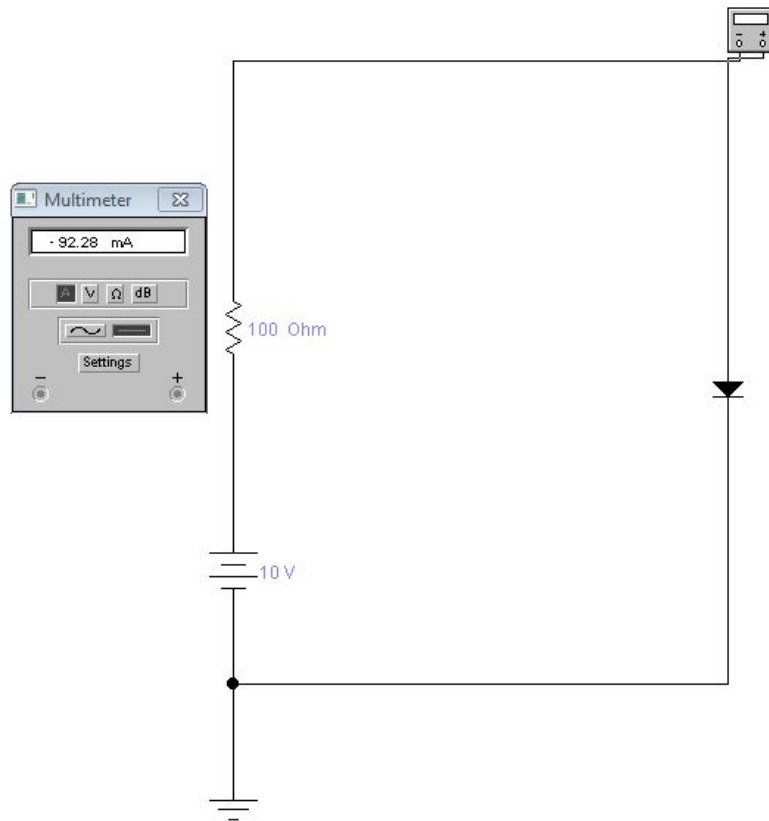 Multimeter
- 92.28 mA
A V Ω dB
Settings
- +
- +
100 Ohm
10 V